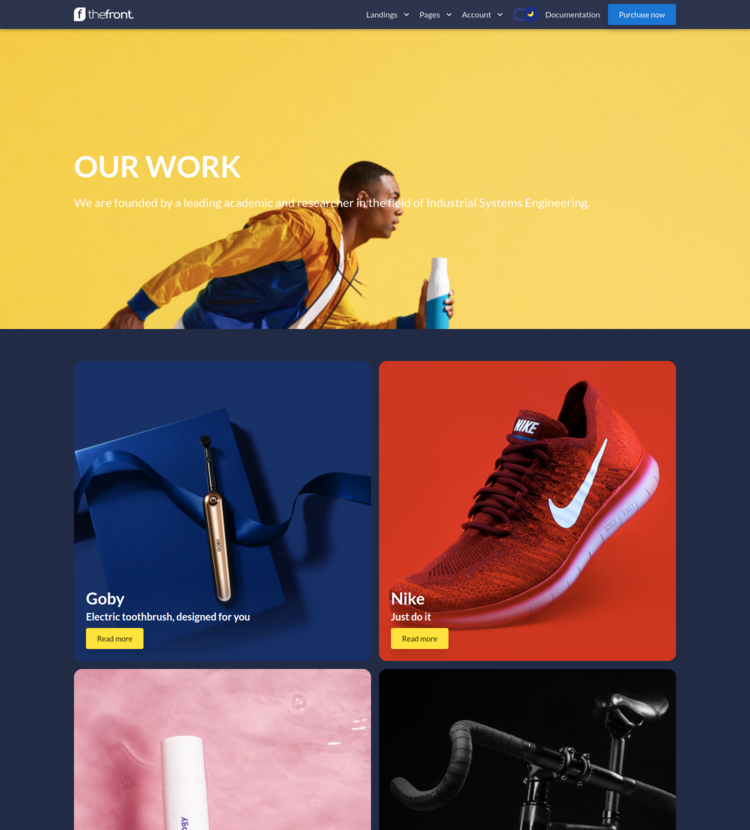 thefront.
Landings
Pages
Account
Documentation
Purchase now
OUR WORK
We are founded by a leading academic and researcher in the field of Industrial Systems Engineering.
GOBY
NIKE
Goby
Electric toothbrush, designed for you
Read more
Nike
Just do it
Read more